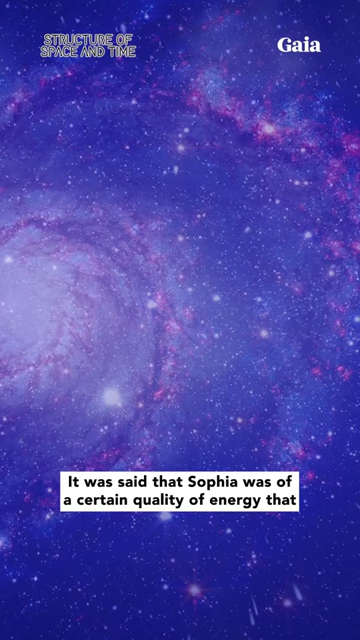 STRUCTURE OF
SPACE AND TIME
Gaia
It was said that Sophia was of
a certain quality of energy that